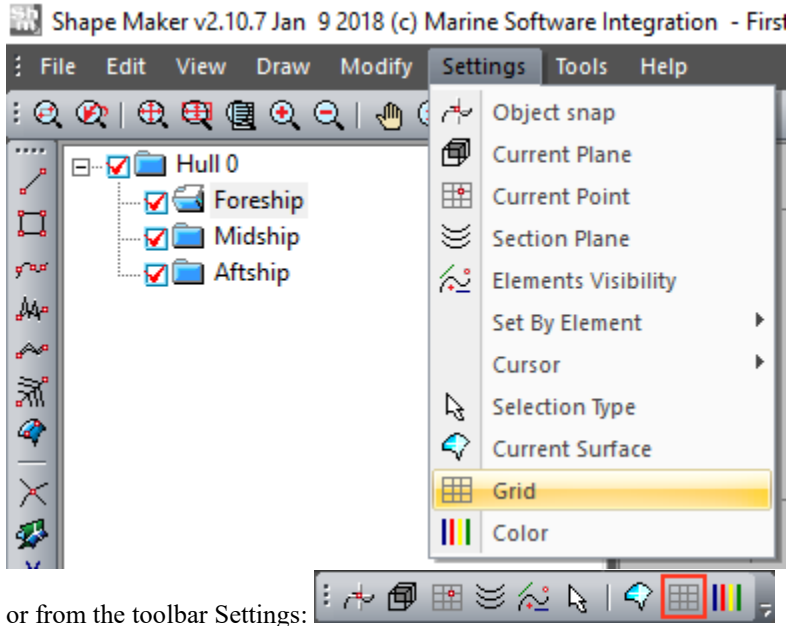 Shape Maker v2.10.7 Jan 9 2018 (c) Marine Software Integration - First
File Edit View Draw Modify Settings Tools Help
Object snap
Hull 0
Current Plane
Foreship
Current Point
Midship
Section Plane
Aftship
Elements Visibility
Set By Element
Cursor
Selection Type
Current Surface
Grid
Color
or from the toolbar Settings: